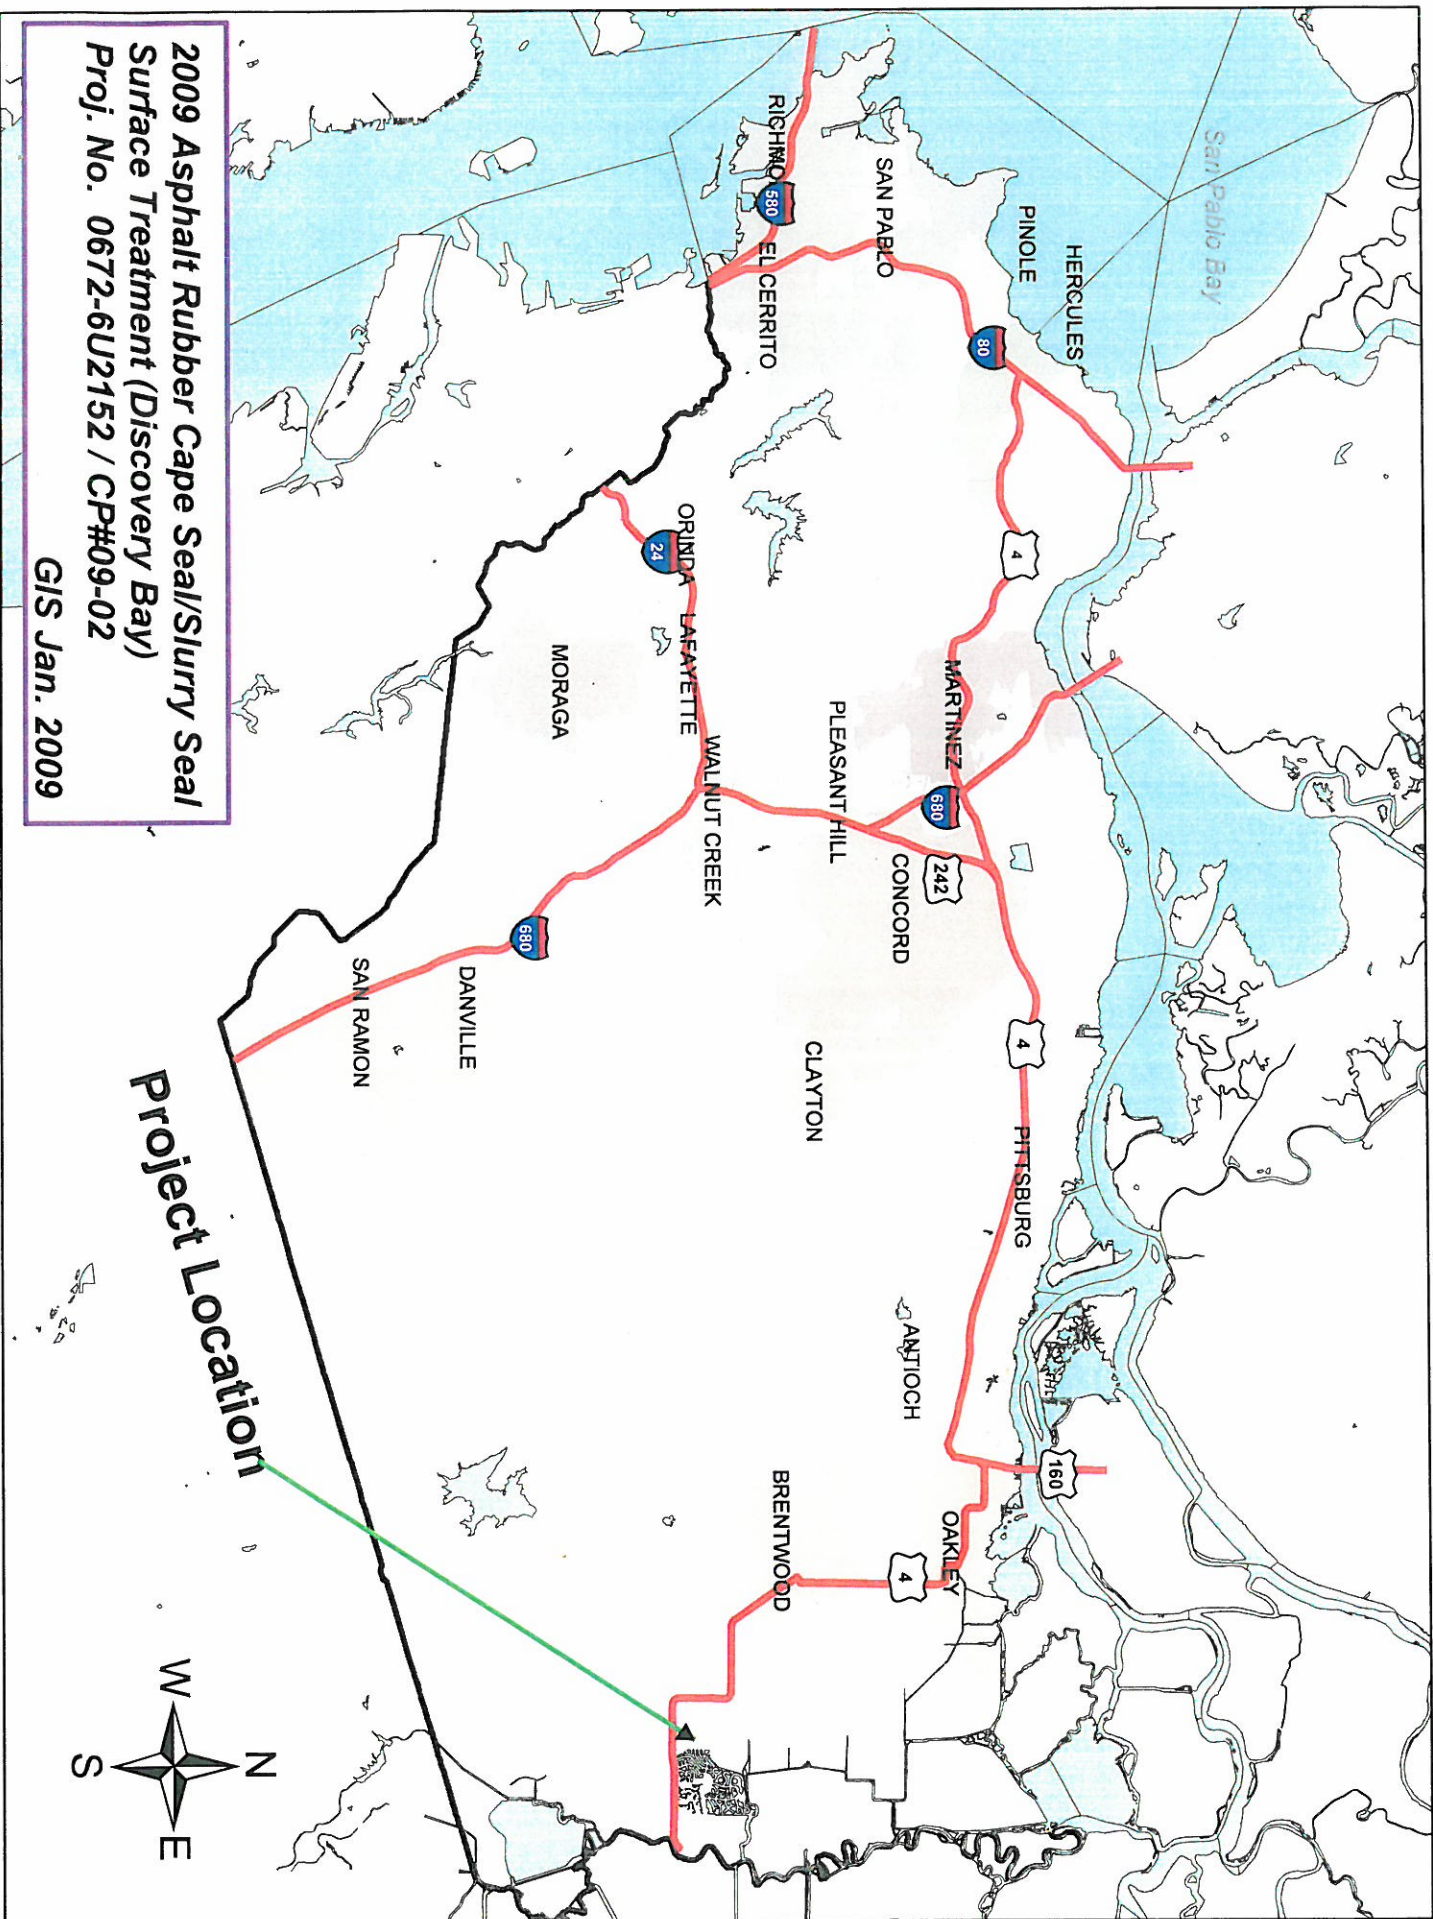 San Pablo Bay
HERCULES
PINOLE
80
4
SAN PABLO
RICHMO
580
EL CERRITO
MARTINEZ
680
242
4
PITTSBURG
160
PLEASANT HILL
CONCORD
CLAYTON
ANTIOCH
OAKLEY
4
BRENTWOOD
ORINDA
24
LAFAYETTE
WALNUT CREEK
MORAGA
680
DANVILLE
SAN RAMON
Project Location
N
W
E
S
2009 Asphalt Rubber Cape Seal/Slurry Seal
Surface Treatment (Discovery Bay)
Proj. No. 0672-6U2152 / CP#09-02
GIS Jan. 2009